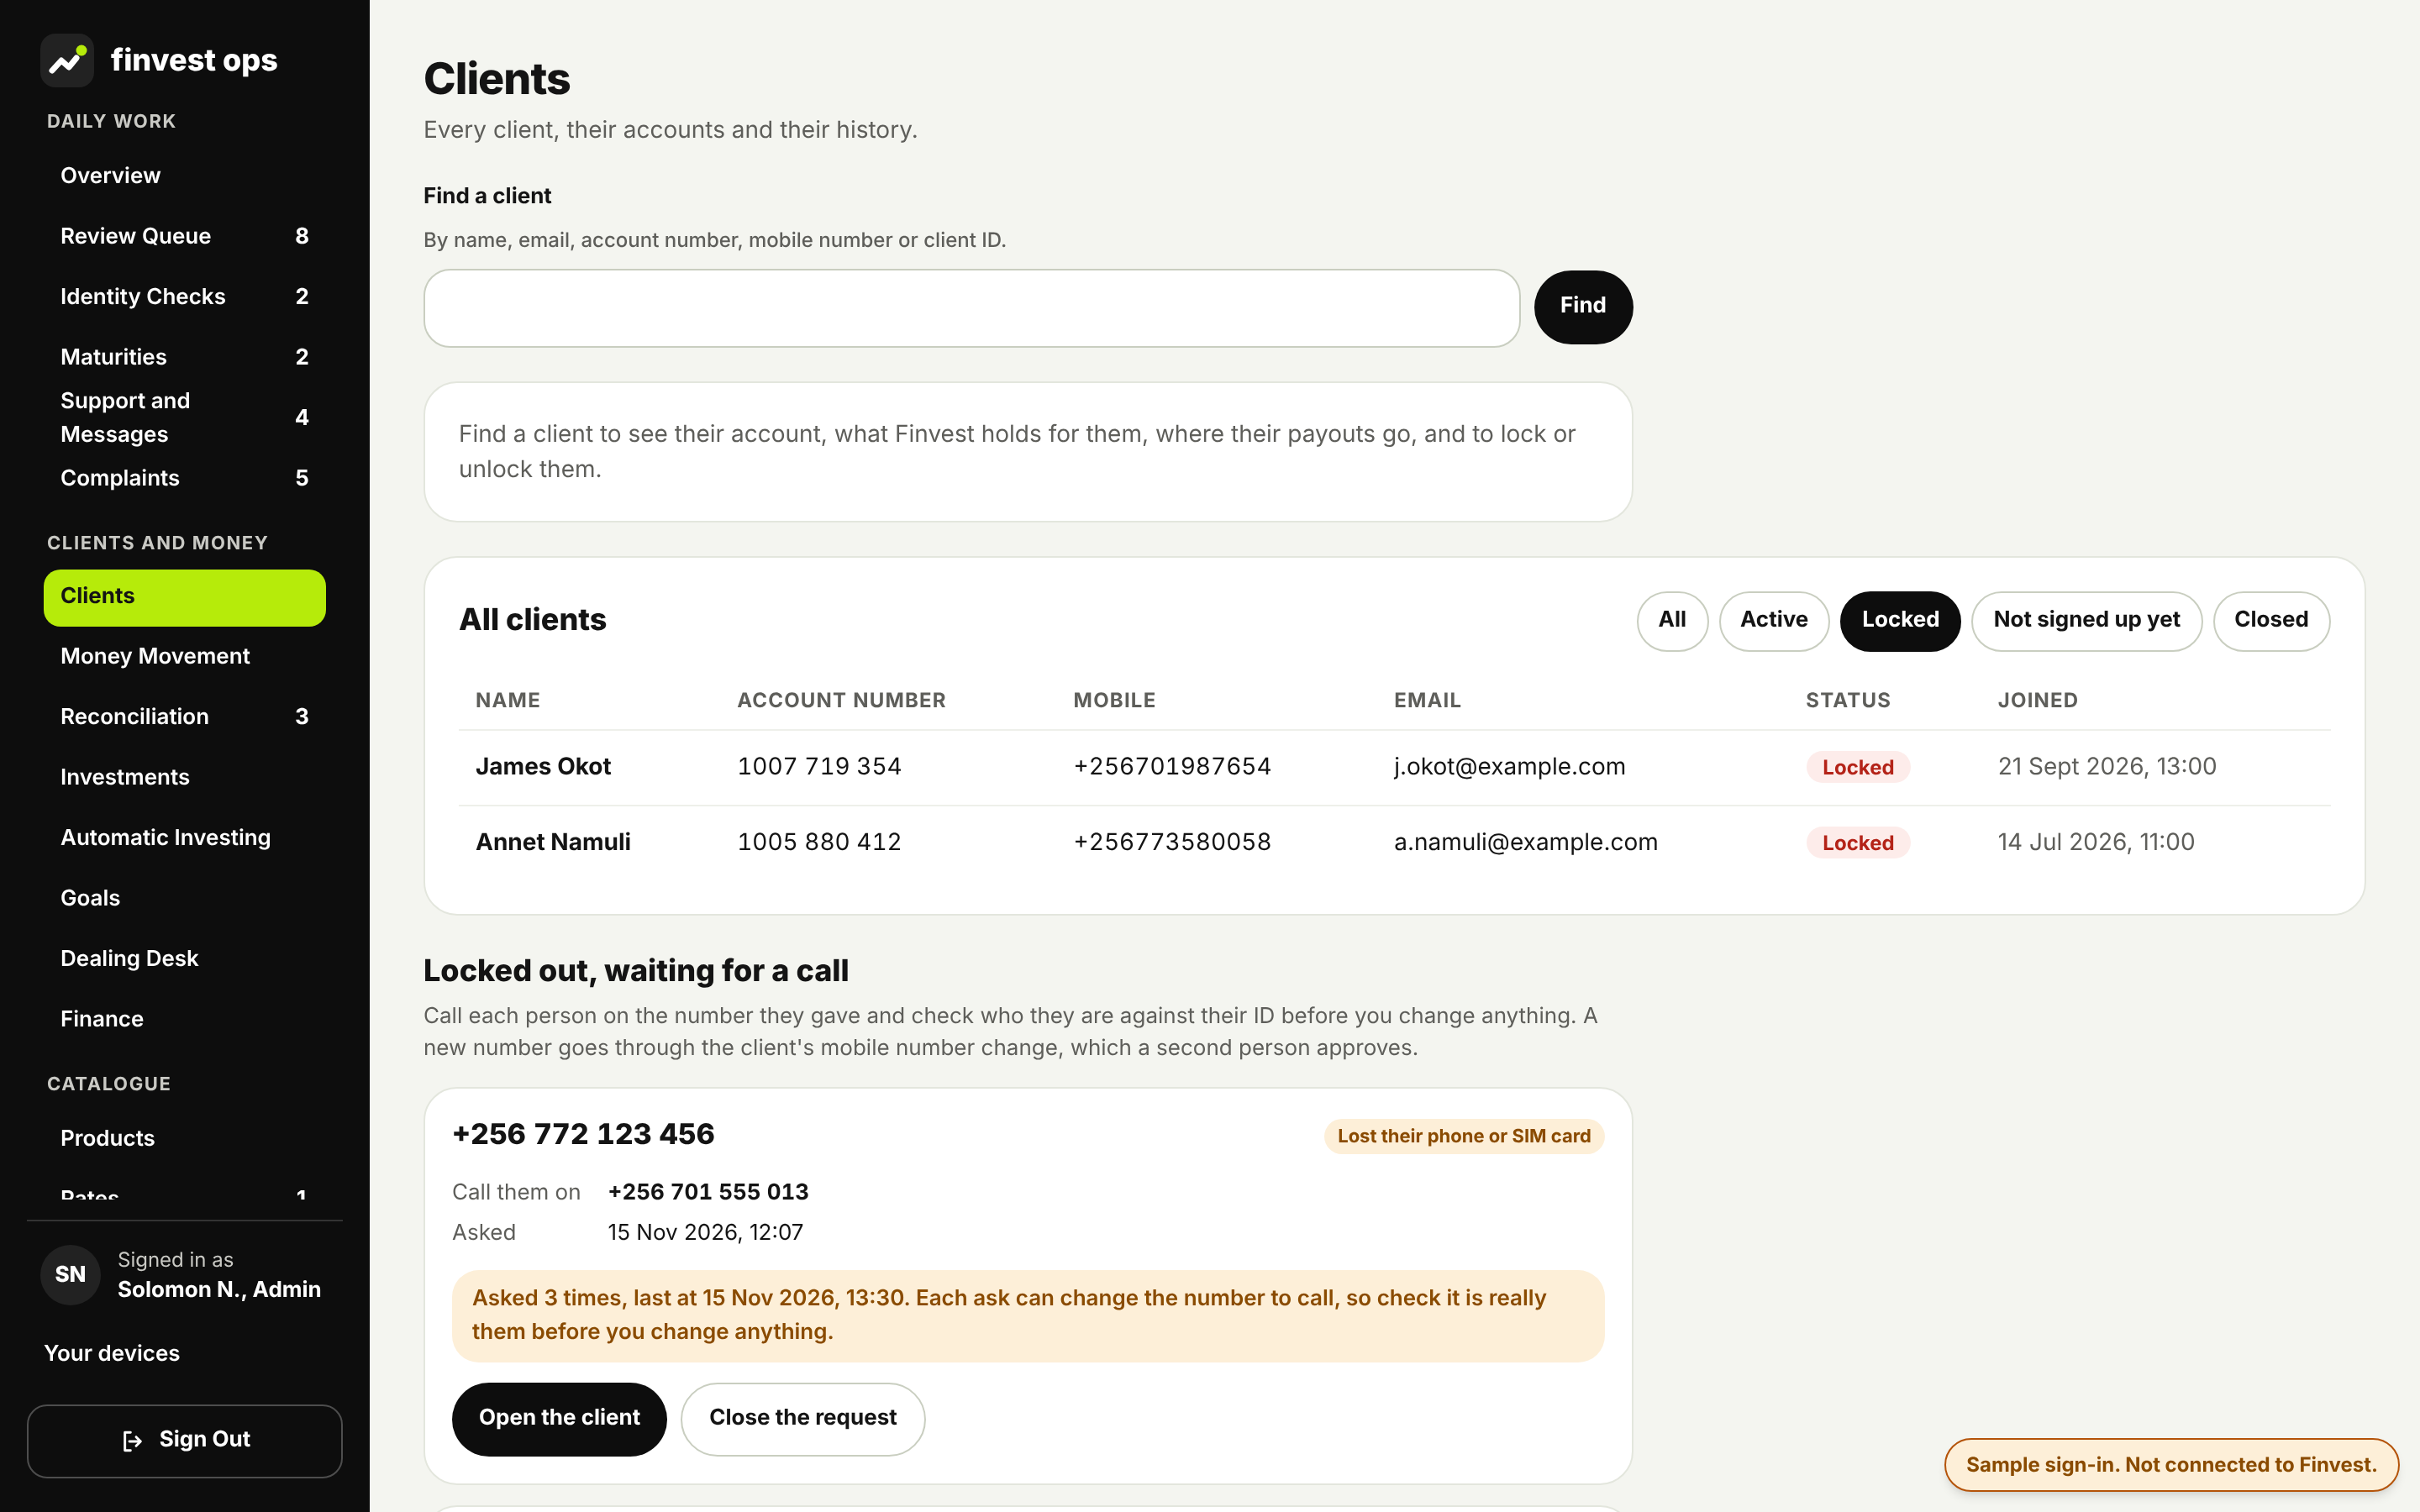 finvest ops
DAILY WORK
Overview
Review Queue 8
Identity Checks 2
Maturities 2
Support and
Messages 4
Complaints 5
CLIENTS AND MONEY
Clients
Money Movement
Reconciliation 3
Investments
Automatic Investing
Goals
Dealing Desk
Finance
CATALOGUE
Products
Rates 1
SN
Signed in as
Solomon N., Admin
Your devices
Sign Out
Clients
Every client, their accounts and their history.
Find a client
By name, email, account number, mobile number or client ID.
Find
Find a client to see their account, what Finvest holds for them, where their payouts go, and to lock or
unlock them.
All clients
All Active Locked Not signed up yet Closed
NAME ACCOUNT NUMBER MOBILE EMAIL STATUS JOINED
James Okot 1007 719 354 +256701987654 j.okot@example.com Locked 21 Sept 2026, 13:00
Annet Namuli 1005 880 412 +256773580058 a.namuli@example.com Locked 14 Jul 2026, 11:00
Locked out, waiting for a call
Call each person on the number they gave and check who they are against their ID before you change anything. A
new number goes through the client's mobile number change, which a second person approves.
+256 772 123 456 Lost their phone or SIM card
Call them on +256 701 555 013
Asked 15 Nov 2026, 12:07
Asked 3 times, last at 15 Nov 2026, 13:30. Each ask can change the number to call, so check it is really
them before you change anything.
Open the client Close the request
Sample sign-in. Not connected to Finvest.